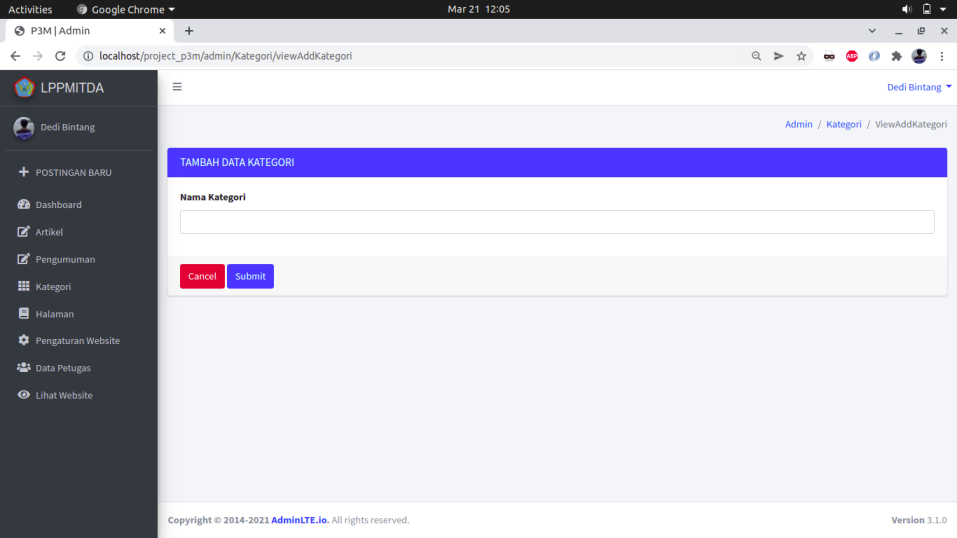 Activities Google Chrome Mar 21 12:05
P3M | Admin
localhost/project_p3m/admin/Kategori/viewAddKategori
ABP
LPPMITDA
Dedi Bintang
Dedi Bintang
Admin / Kategori / ViewAddKategori
POSTINGAN BARU
Dashboard
Artikel
Pengumuman
Kategori
Halaman
Pengaturan Website
Data Petugas
Lihat Website
TAMBAH DATA KATEGORI
Nama Kategori
Cancel Submit
Copyright © 2014-2021 AdminLTE.io. All rights reserved. Version 3.1.0